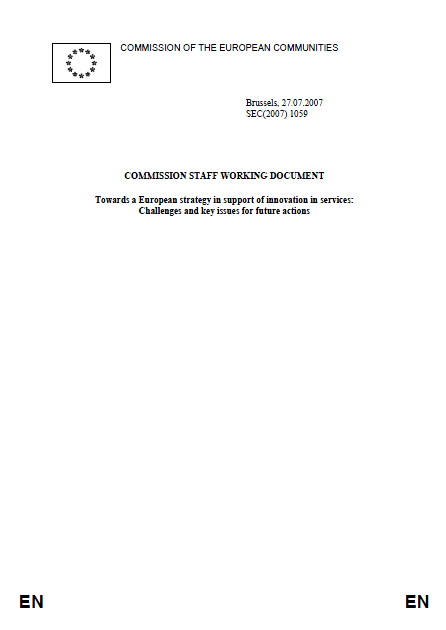 COMMISSION OF THE EUROPEAN COMMUNITIES
Brussels, 27.07.2007
SEC(2007) 1059
COMMISSION STAFF WORKING DOCUMENT
Towards a European strategy in support of innovation in services:
Challenges and key issues for future actions
EN EN